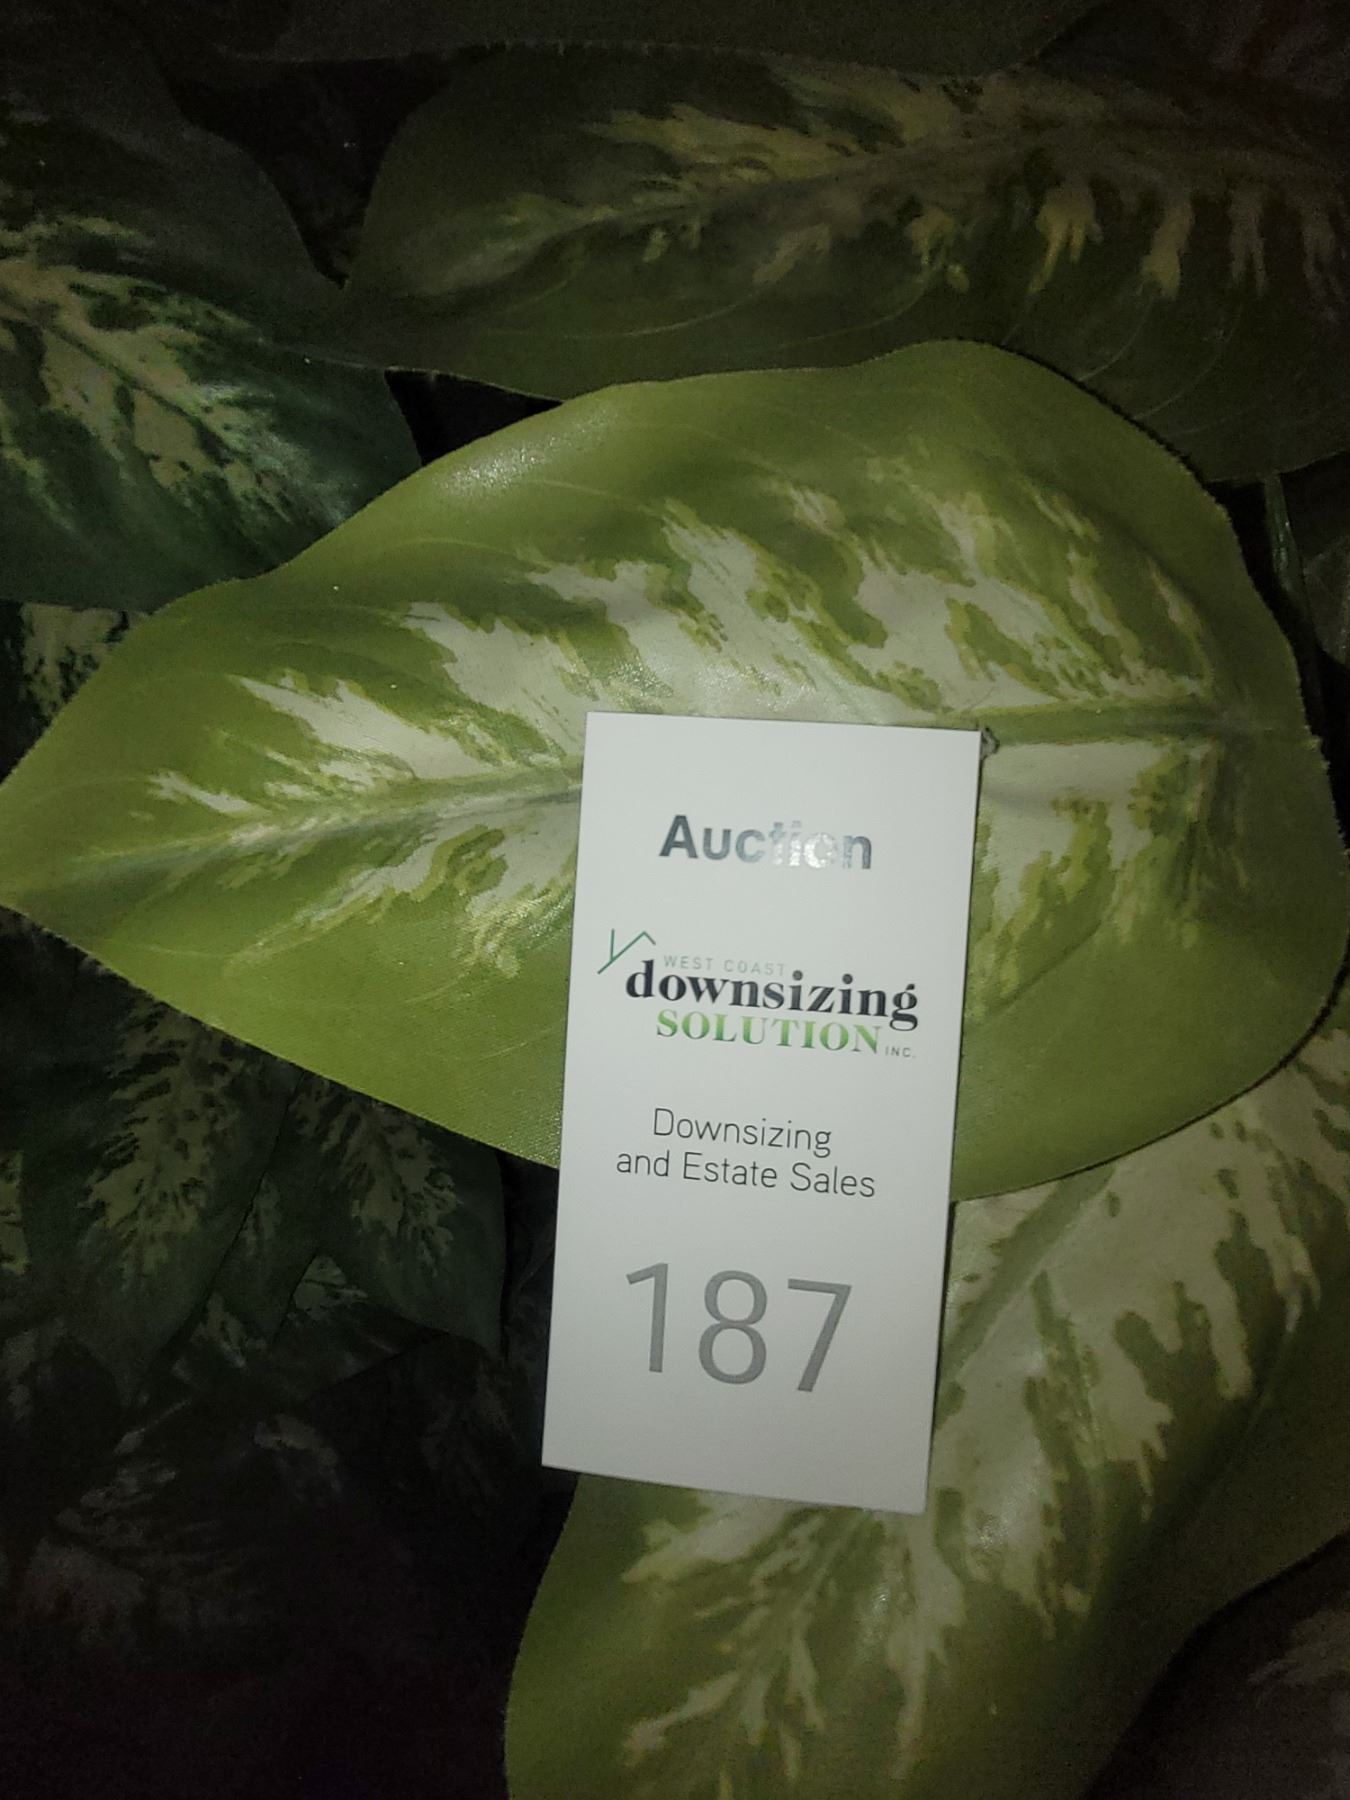 Auction
WEST COAST
downsizing
SOLUTION INC.
Downsizing
and Estate Sales
187